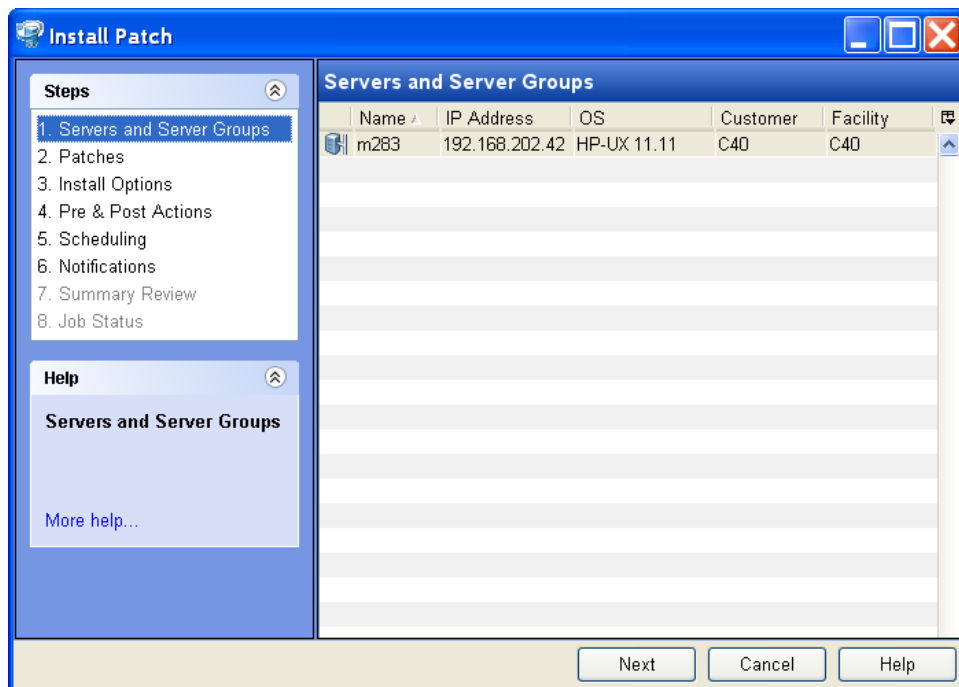 Install Patch
Steps
1. Servers and Server Groups
2. Patches
3. Install Options
4. Pre & Post Actions
5. Scheduling
6. Notifications
7. Summary Review
8. Job Status
Help
Servers and Server Groups
More help...
Servers and Server Groups
Name IP Address OS Customer Facility
m283 192.168.202.42 HP-UX 11.11 C40 C40
Next Cancel Help